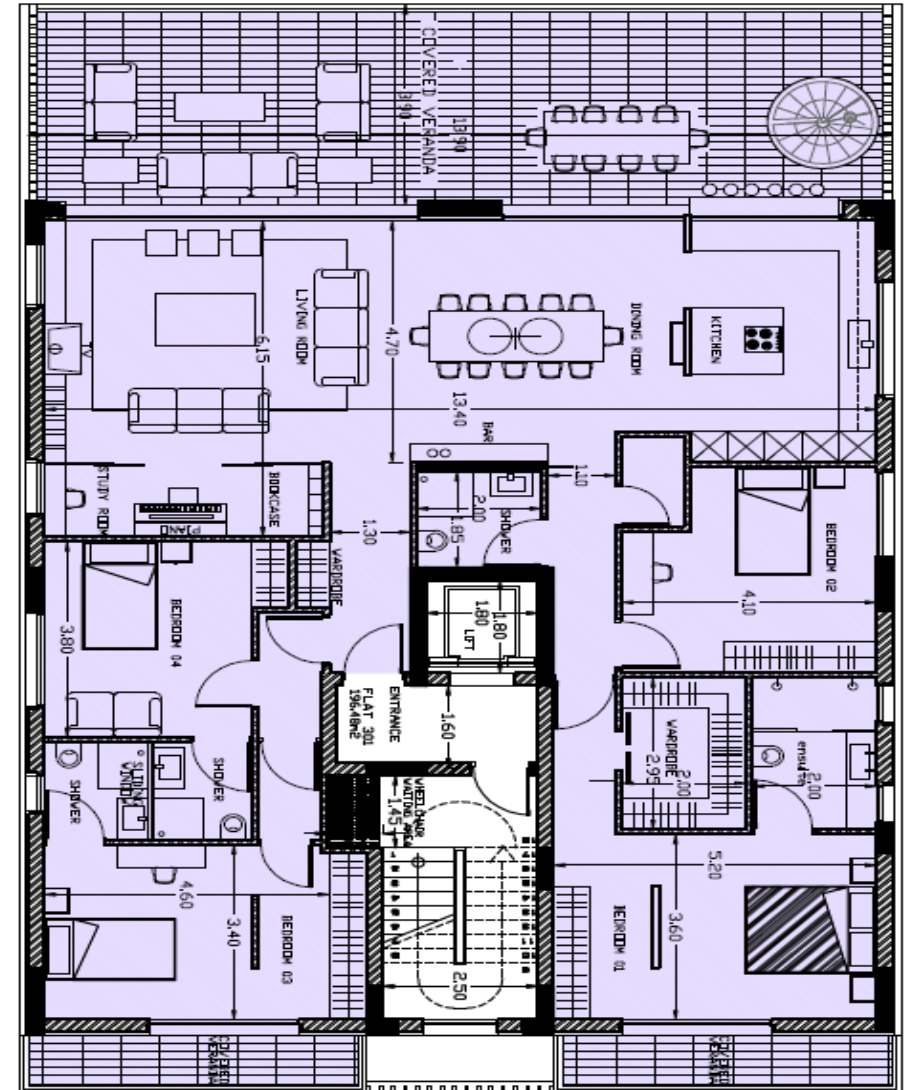 COVERED VERANDA
3.90
13.90
LIVING ROOM
6.15
4.70
DINING ROOM
KITCHEN
13.40
BAR
STUDY ROOM
PIANO
BOOKCASE
1.30
WARDROBE
2.00
1.85
SHOWER
1.10
BEDROOM 02
4.10
BEDROOM 04
3.80
1.80
1.80
LIFT
ENTRANCE
FLAT 301
196.48m2
1.60
WARDROBE
2.95
2.00
ensuite
2.00
SHOWER
SLIDING
WINDOW
SHOWER
WHEELCHAIR
WAITING AREA
1.45
4.60
3.40
BEDROOM 03
2.50
5.20
3.60
BEDROOM 01
COVERED
VERANDA
COVERED
VERANDA